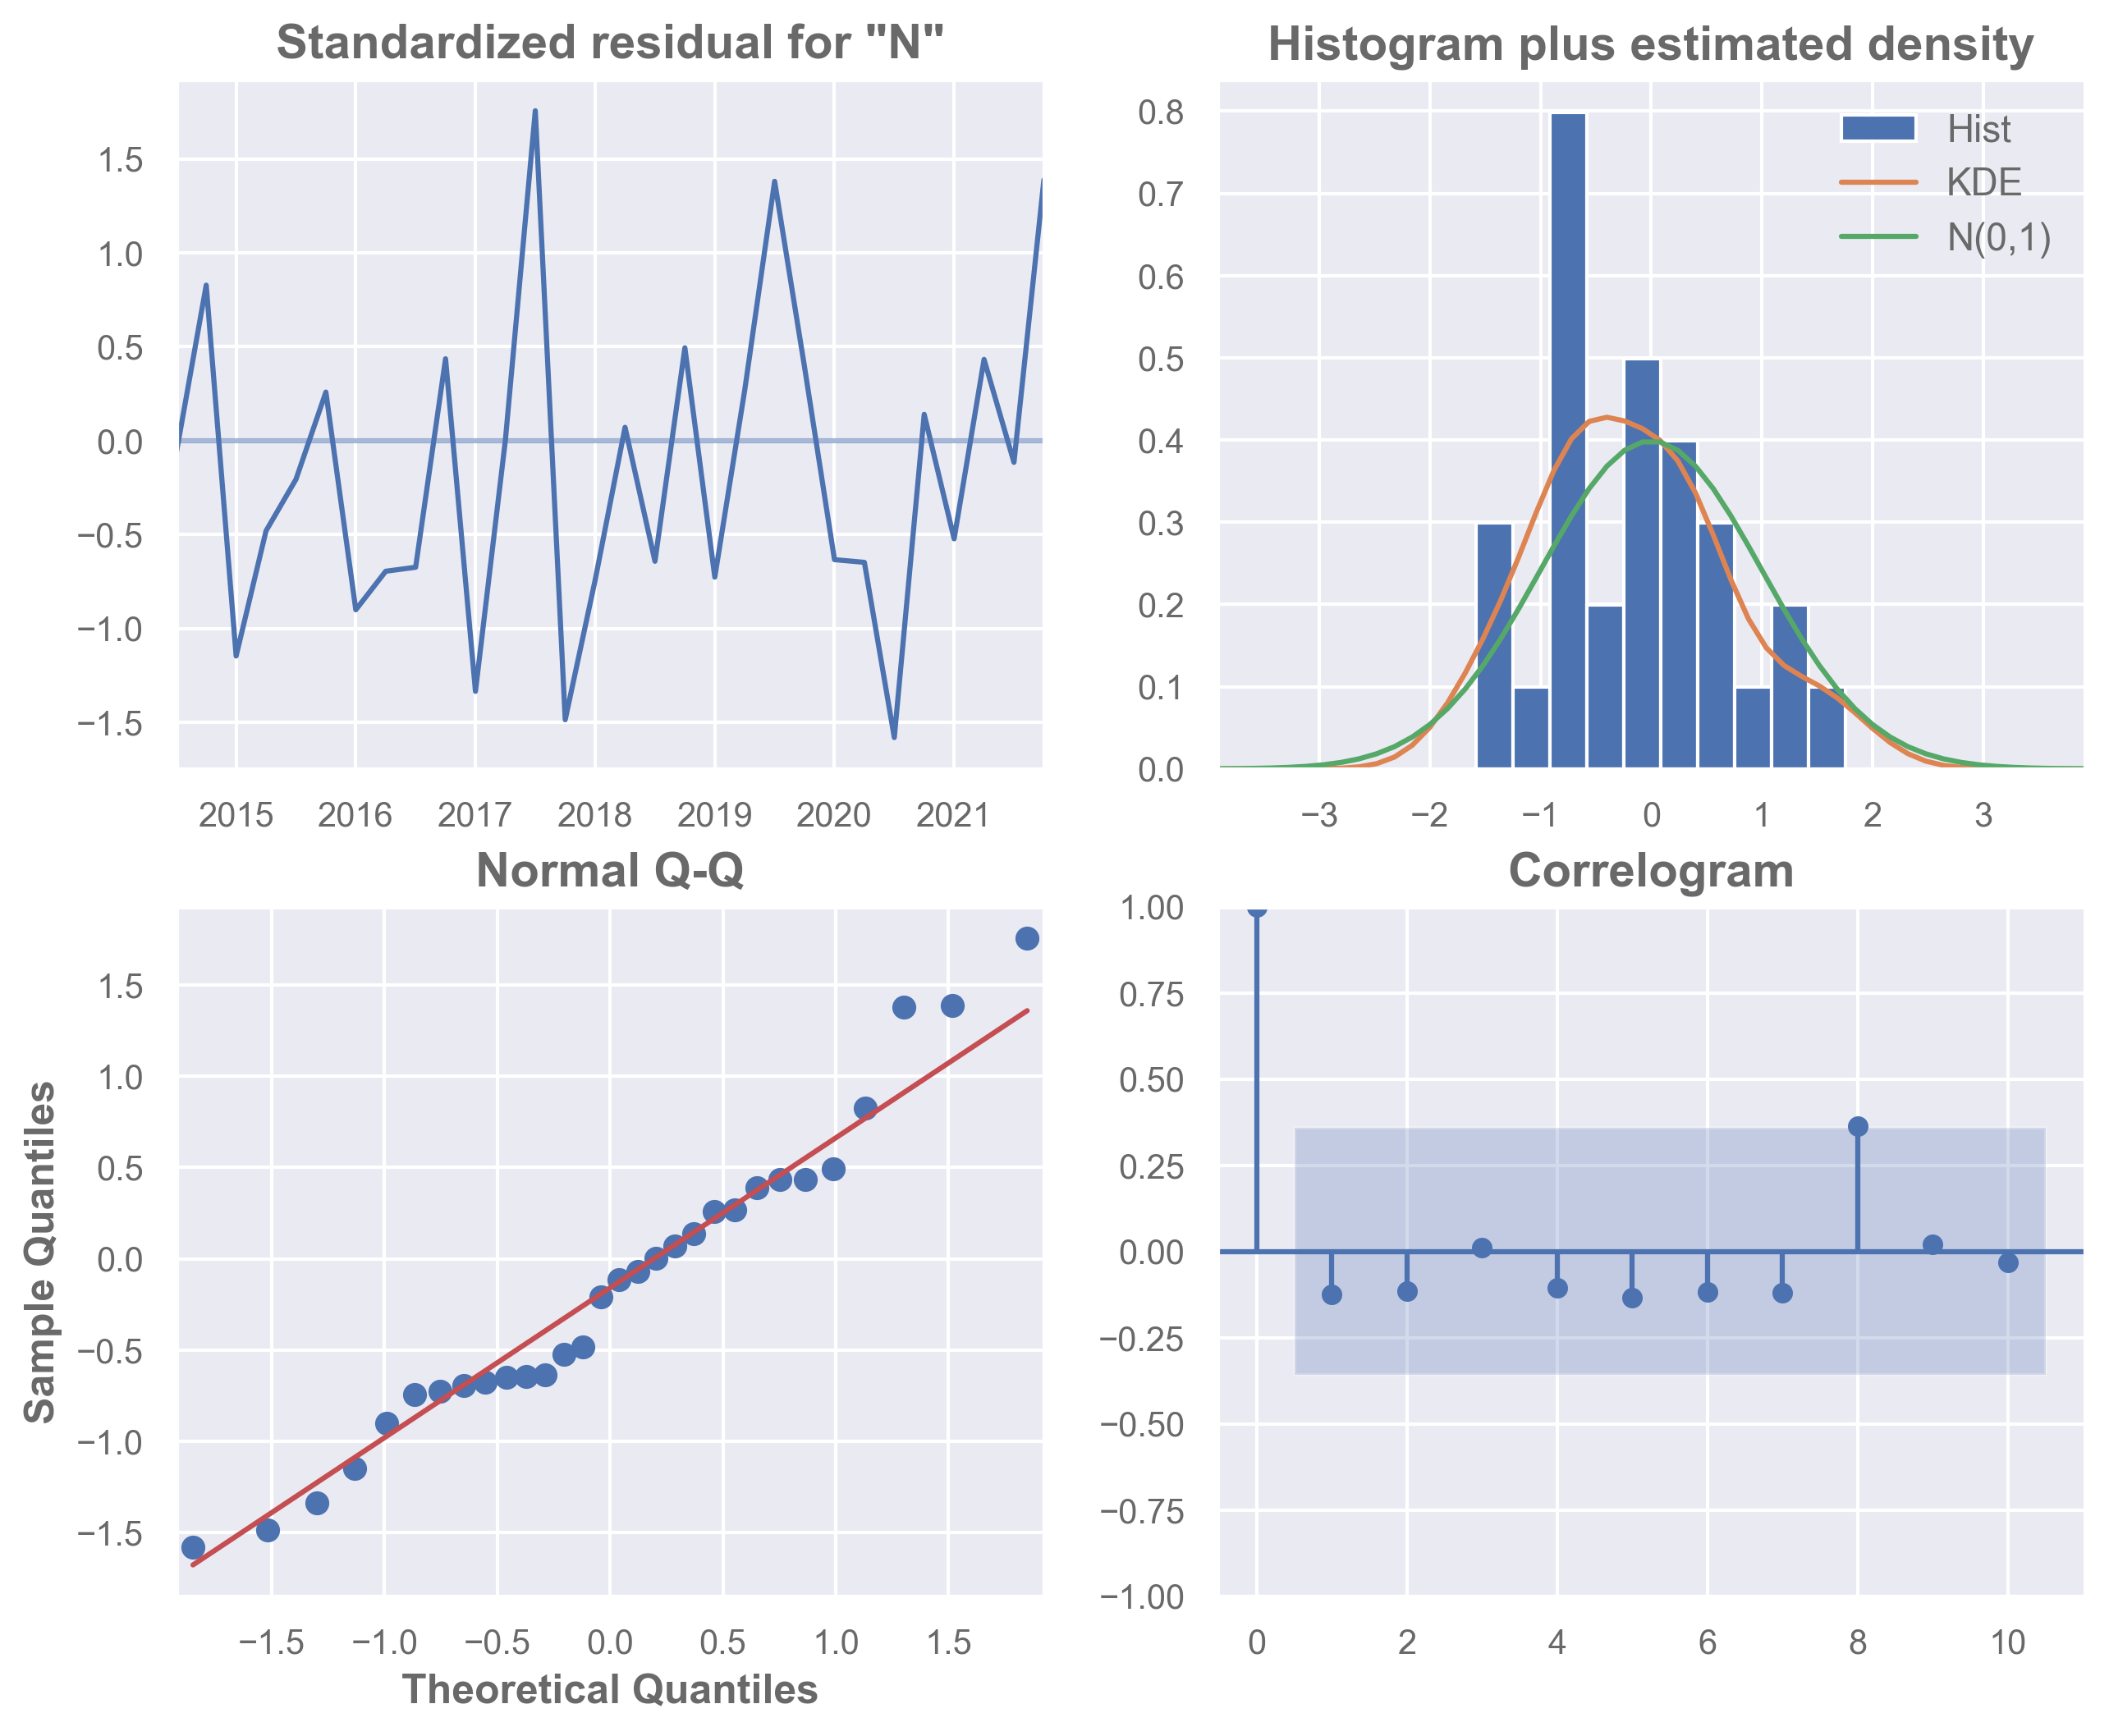 Standardized residual for "N"
1.5
1.0
0.5
0.0
−0.5
−1.0
−1.5
2015 2016 2017 2018 2019 2020 2021
Histogram plus estimated density
0.8
0.7
0.6
0.5
0.4
0.3
0.2
0.1
0.0
Hist
KDE
N(0,1)
−3 −2 −1 0 1 2 3
Normal Q-Q
Sample Quantiles
1.5
1.0
0.5
0.0
−0.5
−1.0
−1.5
−1.5 −1.0 −0.5 0.0 0.5 1.0 1.5
Theoretical Quantiles
Correlogram
1.00
0.75
0.50
0.25
0.00
−0.25
−0.50
−0.75
−1.00
0 2 4 6 8 10